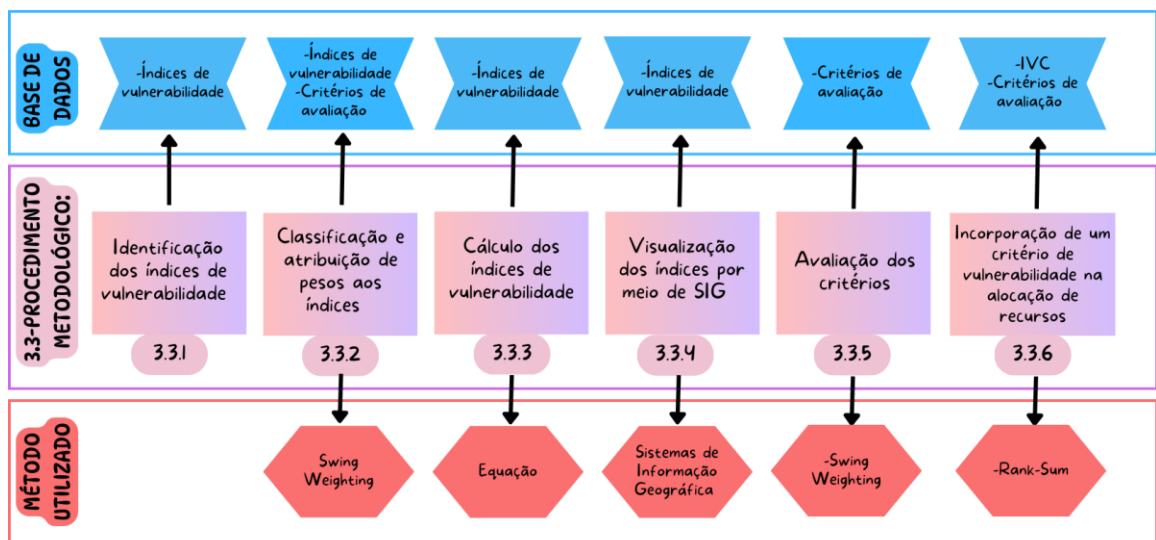 BASE DE
DADOS
-Índices de
vulnerabilidade
-Índices de
vulnerabilidade
-Critérios de
avaliação
-Índices de
vulnerabilidade
-Índices de
vulnerabilidade
-Critérios de
avaliação
-IVC
-Critérios de
avaliação
3.3-PROCEDIMENTO
METODOLÓGICO:
Identificação
dos índices de
vulnerabilidade
3.3.1
Classificação e
atribuição de
pesos aos
índices
3.3.2
Cálculo dos
índices de
vulnerabilidade
3.3.3
Visualização
dos índices por
meio de SIG
3.3.4
Avaliação dos
critérios
3.3.5
Incorporação de um
critério de
vulnerabilidade na
alocação de
recursos
3.3.6
MÉTODO
UTILIZADO
Swing
Weighting
Equação
Sistemas de
Informação
Geográfica
-Swing
Weighting
-Rank-Sum